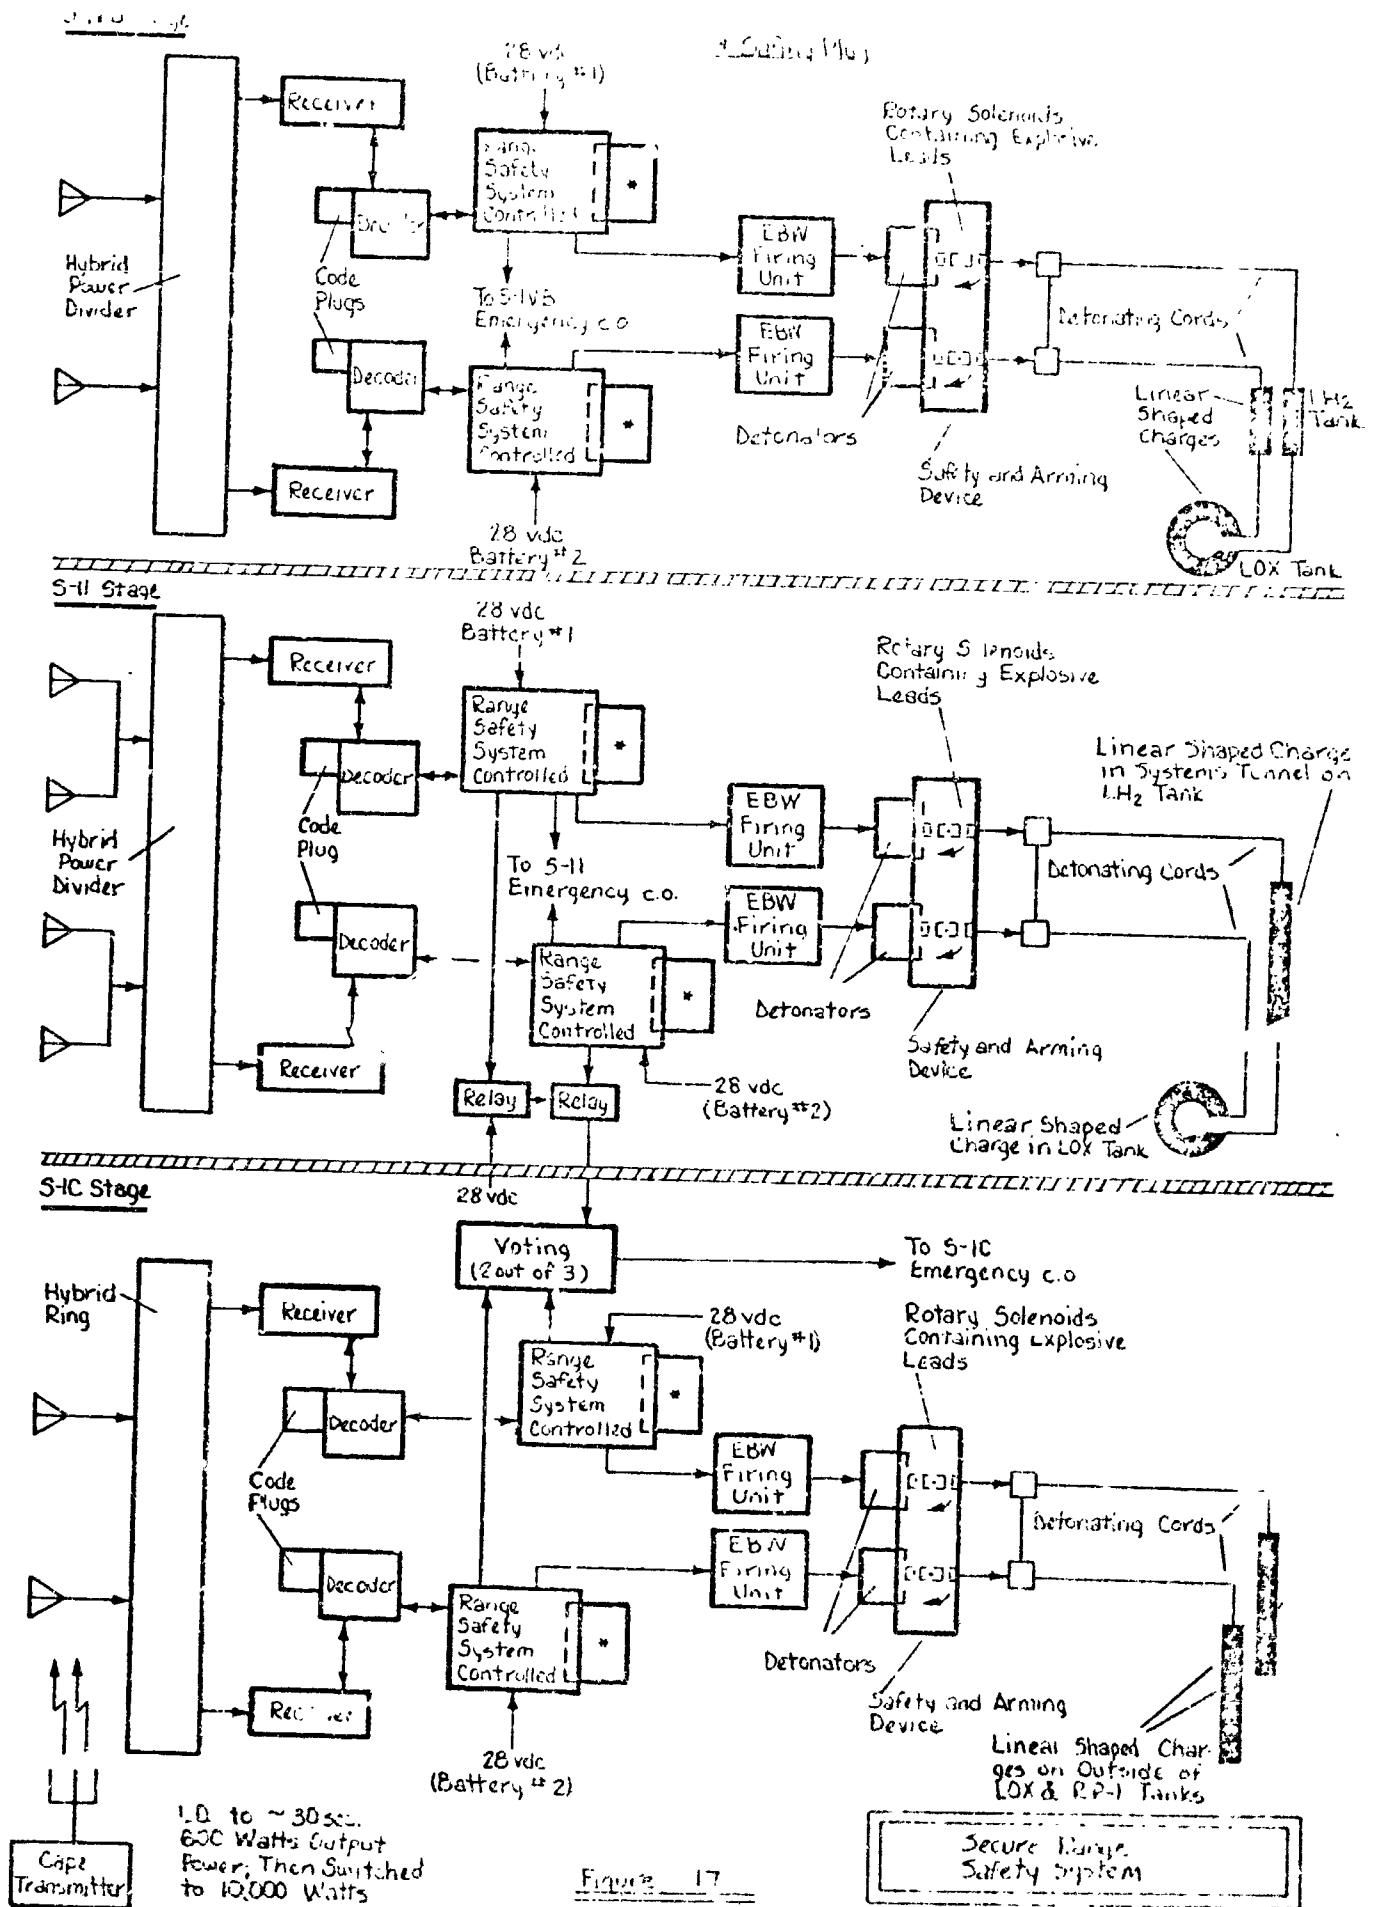 * Safing Plug
28 vdc
(Battery #1)
Receiver
Rotary Solenoids
Containing Explosive
Leads
Range
Safety
System
Controlled
*
Decoder
Code
Plugs
Hybrid
Power
Divider
EBW
Firing
Unit
To S-IVB
Emergency c.o.
Detonating Cords
EBW
Firing
Unit
Decoder
Range
Safety
System
Controlled
*
Linear
Shaped
Charges
LH2
Tank
Detonators
Receiver
Safety and Arming
Device
28 vdc
Battery #2
LOX Tank
S-II Stage
28 vdc
Battery #1
Receiver
Rotary Solenoids
Containing Explosive
Leads
Range
Safety
System
Controlled
*
Linear Shaped Charge
in Systems Tunnel on
LH2 Tank
Decoder
Code
Plug
Hybrid
Power
Divider
EBW
Firing
Unit
To S-II
Emergency c.o.
Detonating Cords
EBW
Firing
Unit
Decoder
Range
Safety
System
Controlled
*
Detonators
Receiver
Safety and Arming
Device
Relay
Relay
28 vdc
(Battery #2)
Linear Shaped
Charge in LOX Tank
S-IC Stage
28 vdc
Voting
(2 out of 3)
To S-IC
Emergency c.o
Hybrid
Ring
Receiver
28 vdc
(Battery #1)
Rotary Solenoids
Containing Explosive
Leads
Range
Safety
System
Controlled
*
Decoder
Code
Plugs
EBW
Firing
Unit
Detonating Cords
EBW
Firing
Unit
Decoder
Range
Safety
System
Controlled
*
Detonators
Receiver
Safety and Arming
Device
28 vdc
(Battery #2)
Linear Shaped Char-
ges on Outside of
LOX & RP-1 Tanks
Cape
Transmitter
L.O. to ~ 30 sec.
600 Watts Output
Power; Then Switched
to 10,000 Watts
Figure 17
Secure Range
Safety System